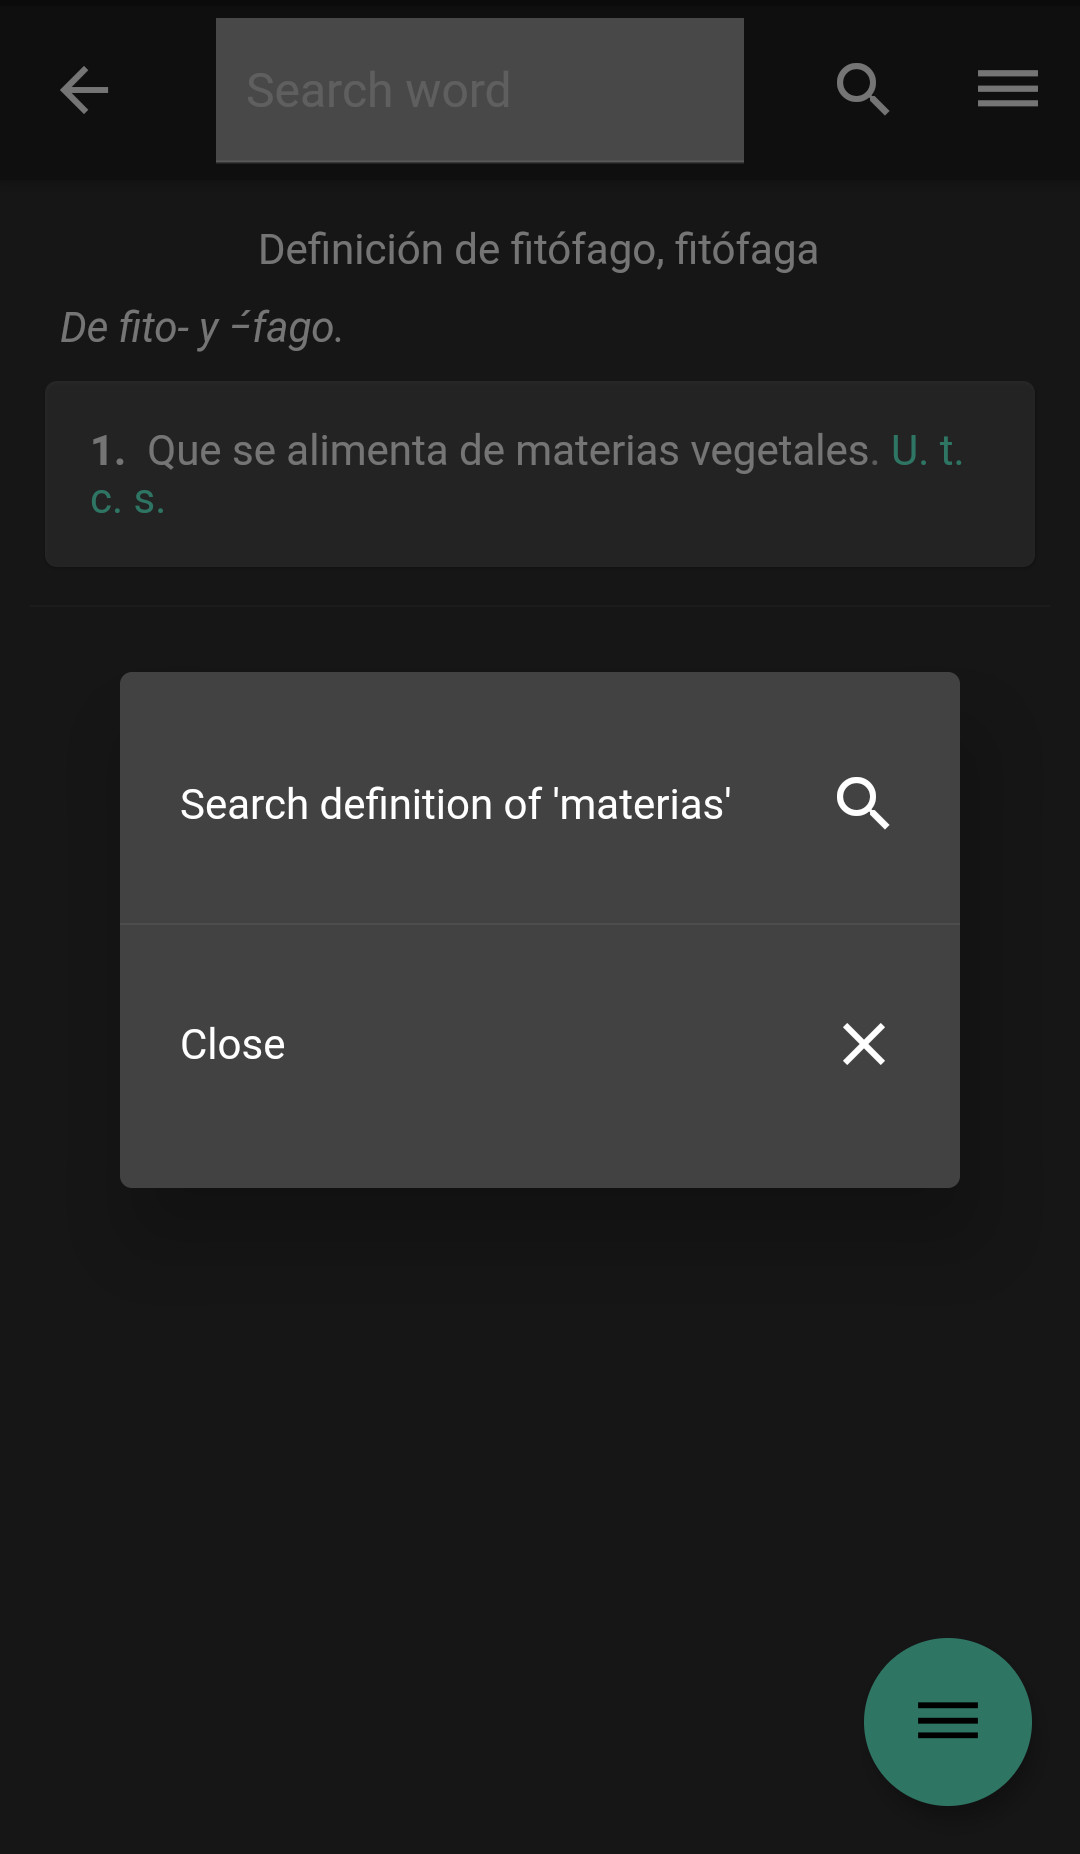 Search word
Definición de fitófago, fitófaga
De fito- y –́fago.
1. Que se alimenta de materias vegetales. U. t.
c. s.
Search definition of 'materias'
Close